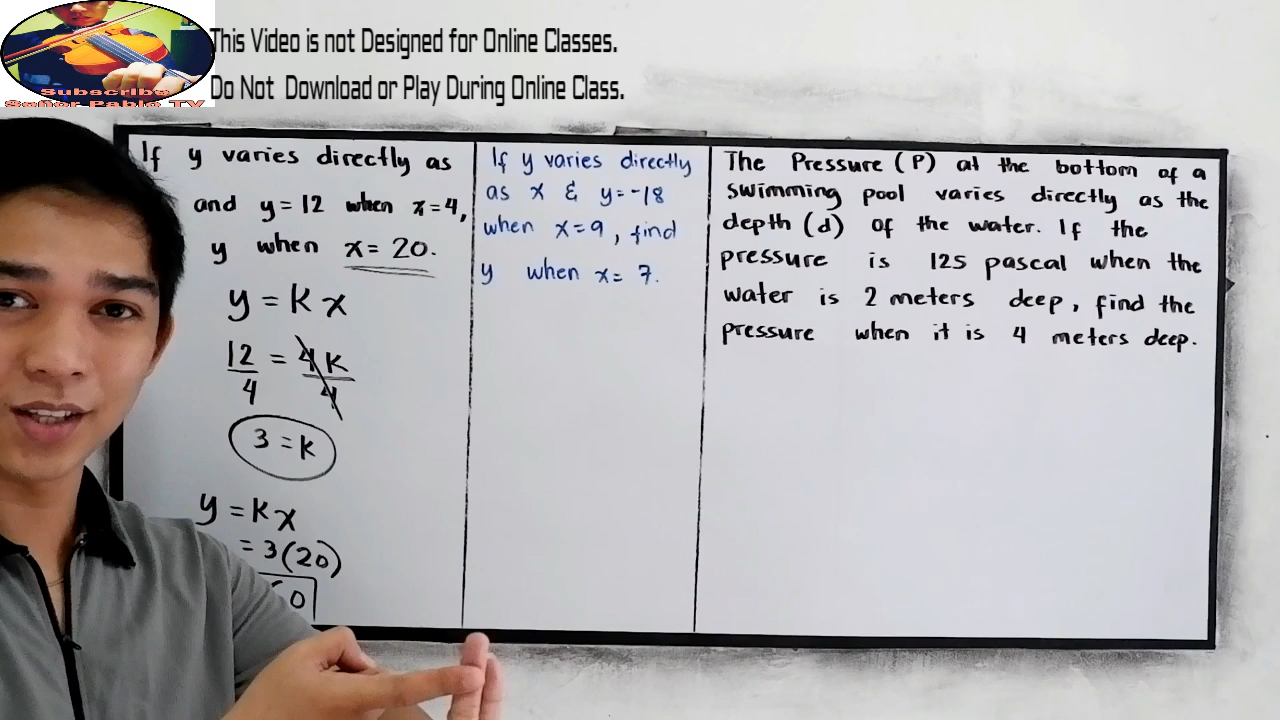 This Video is not Designed for Online Classes.
Do Not Download or Play During Online Class.
Subscribe
Señor Pablo TV
If y varies directly as
and y = 12 when x = 4,
y when x = 20.
y = kx
12/4 = 4k/4
3 = k
y = kx
= 3(20)
If y varies directly
as x & y = -18
when x = 9, find
y when x = 7.
The Pressure (P) at the bottom of a
swimming pool varies directly as the
depth (d) of the water. If the
pressure is 125 pascal when the
water is 2 meters deep, find the
pressure when it is 4 meters deep.